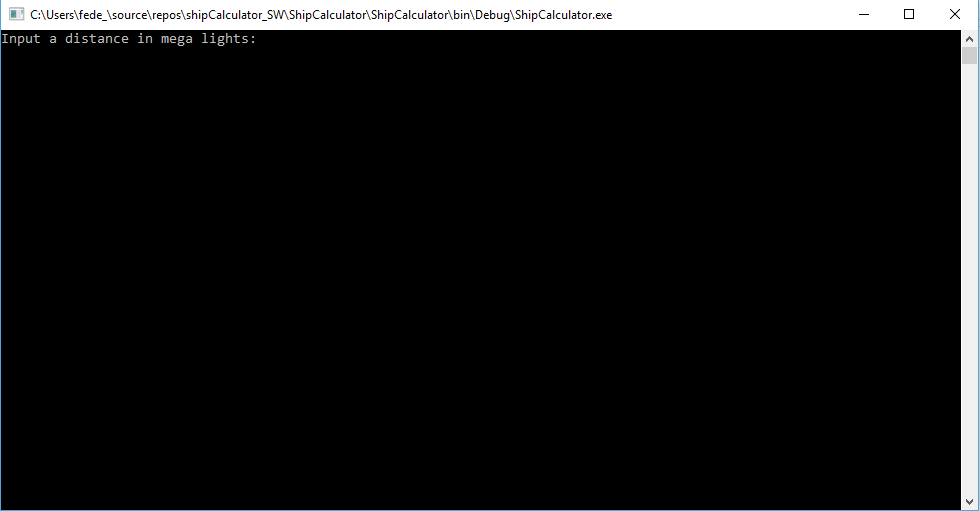 C:\Users\fede_\source\repos\shipCalculator_SW\ShipCalculator\ShipCalculator\bin\Debug\ShipCalculator.exe
Input a distance in mega lights: